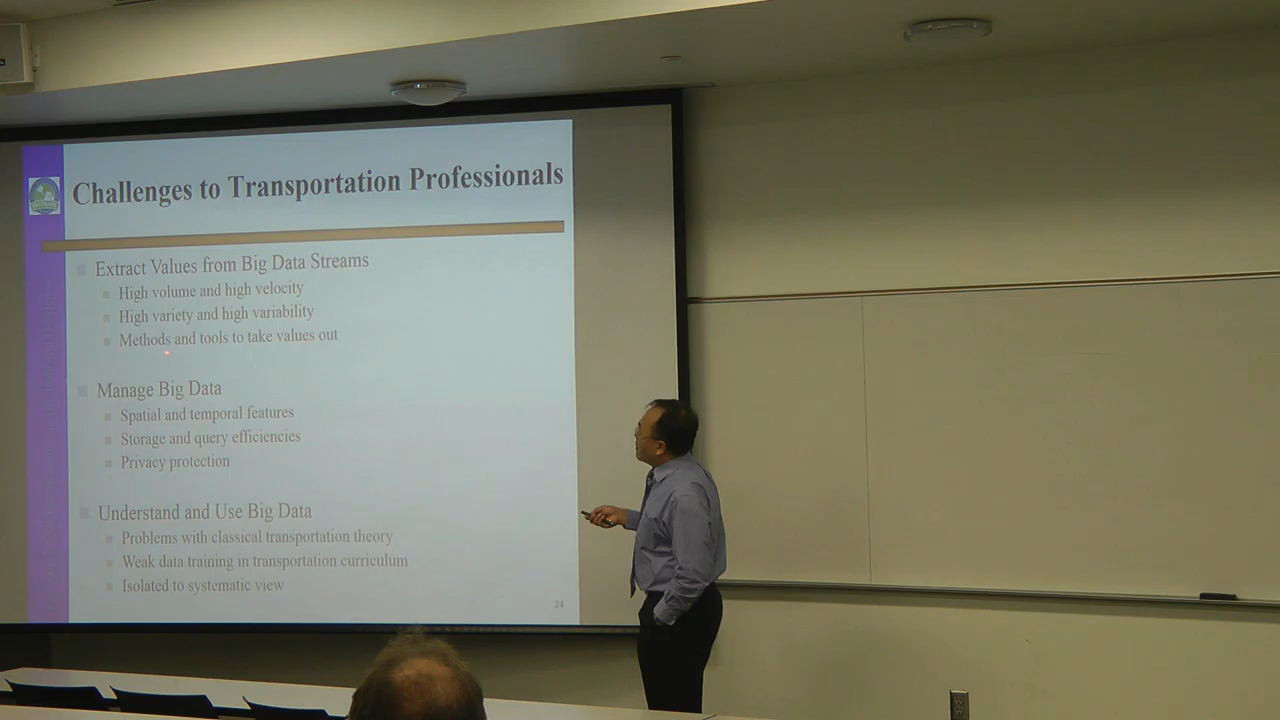 Challenges to Transportation Professionals
Extract Values from Big Data Streams
High volume and high velocity
High variety and high variability
Methods and tools to take values out
Manage Big Data
Spatial and temporal features
Storage and query efficiencies
Privacy protection
Understand and Use Big Data
Problems with classical transportation theory
Weak data training in transportation curriculum
Isolated to systematic view
24